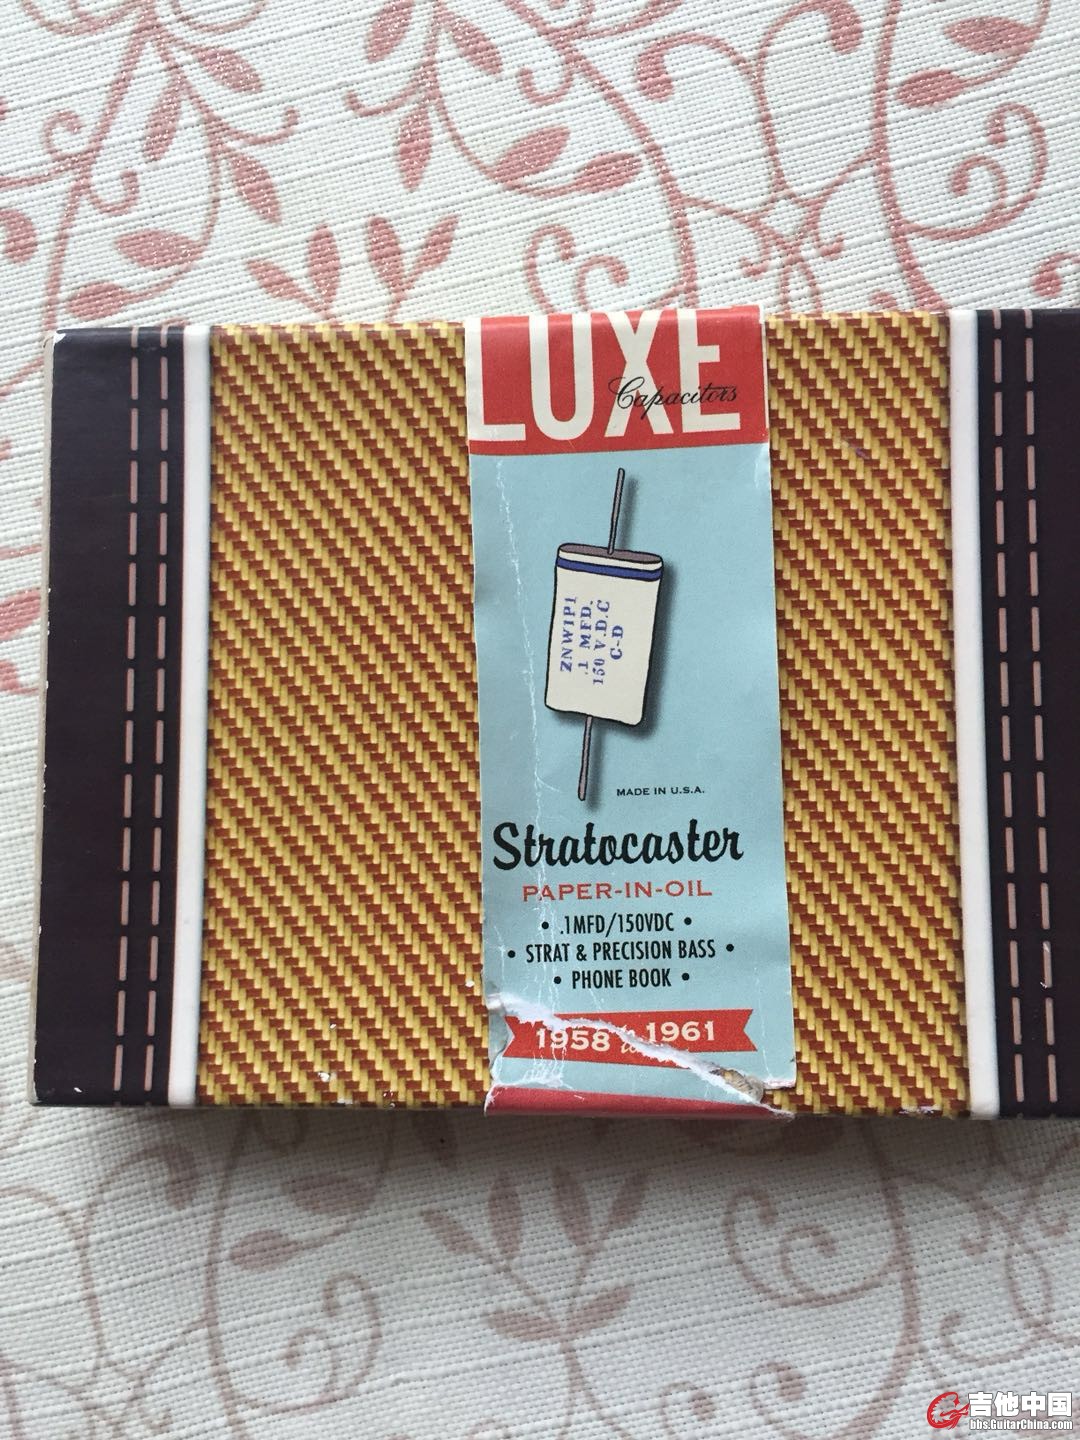 LUXE
Capacitors
ZNW1P1
.1 MFD.
150 V.D.C
C-D
MADE IN U.S.A.
Stratocaster
PAPER-IN-OIL
• .1MFD/150VDC •
• STRAT & PRECISION BASS •
• PHONE BOOK •
1958 to 1961
吉他中国
bbs.GuitarChina.com